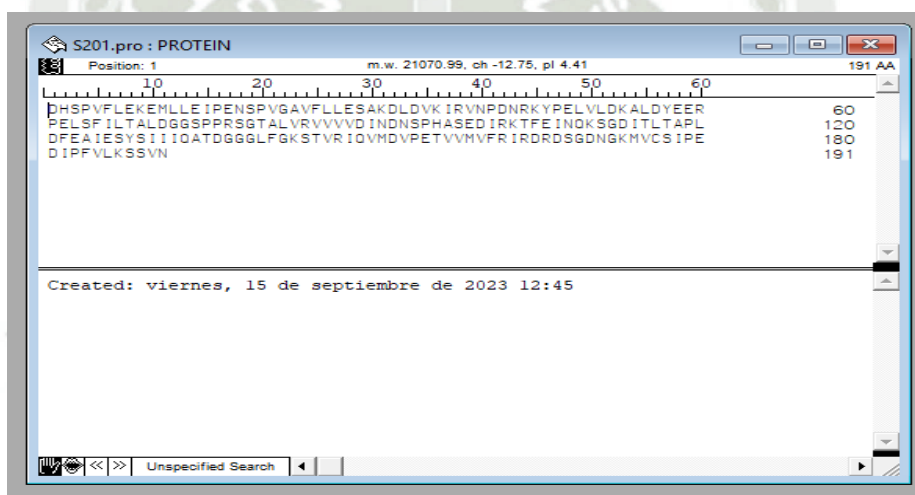 S201.pro : PROTEIN
Position: 1 m.w. 21070.99, ch -12.75, pI 4.41 191 AA
10 20 30 40 50 60
DHSPVFLEKEMLLEIPENSPVGAVFLLESAKDLDVKIRVNPDNRKYPELVLDKALDYEER 60
PELSFILTALDGGSPPRSGTALVRVVVVDINDNSPHASEDIRKTFEINQKSGDITLTAPL 120
DFEAIESYSIIIQATDGGGLFGKSTVRIQVMDVPETVVMVFRIRDRDSGDNGKMVCSIPE 180
DIPFVLKSSVN 191
Created: viernes, 15 de septiembre de 2023 12:45
<< >> Unspecified Search